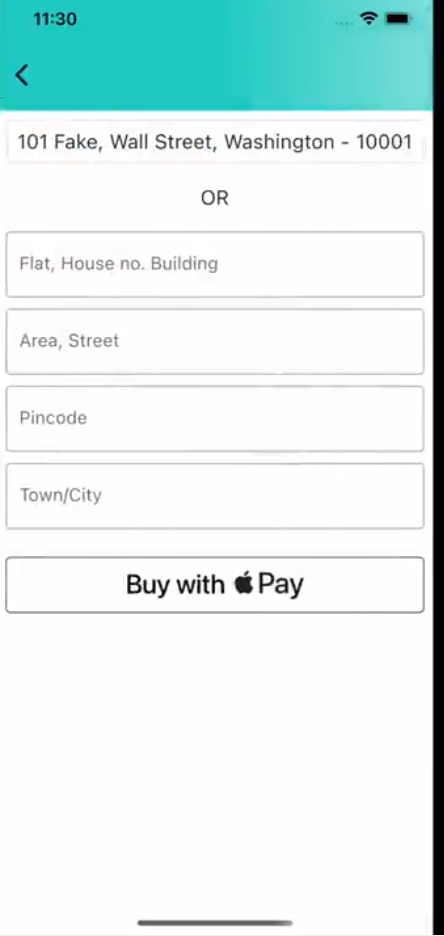 11:30
101 Fake, Wall Street, Washington - 10001
OR
Flat, House no. Building
Area, Street
Pincode
Town/City
Buy with Pay